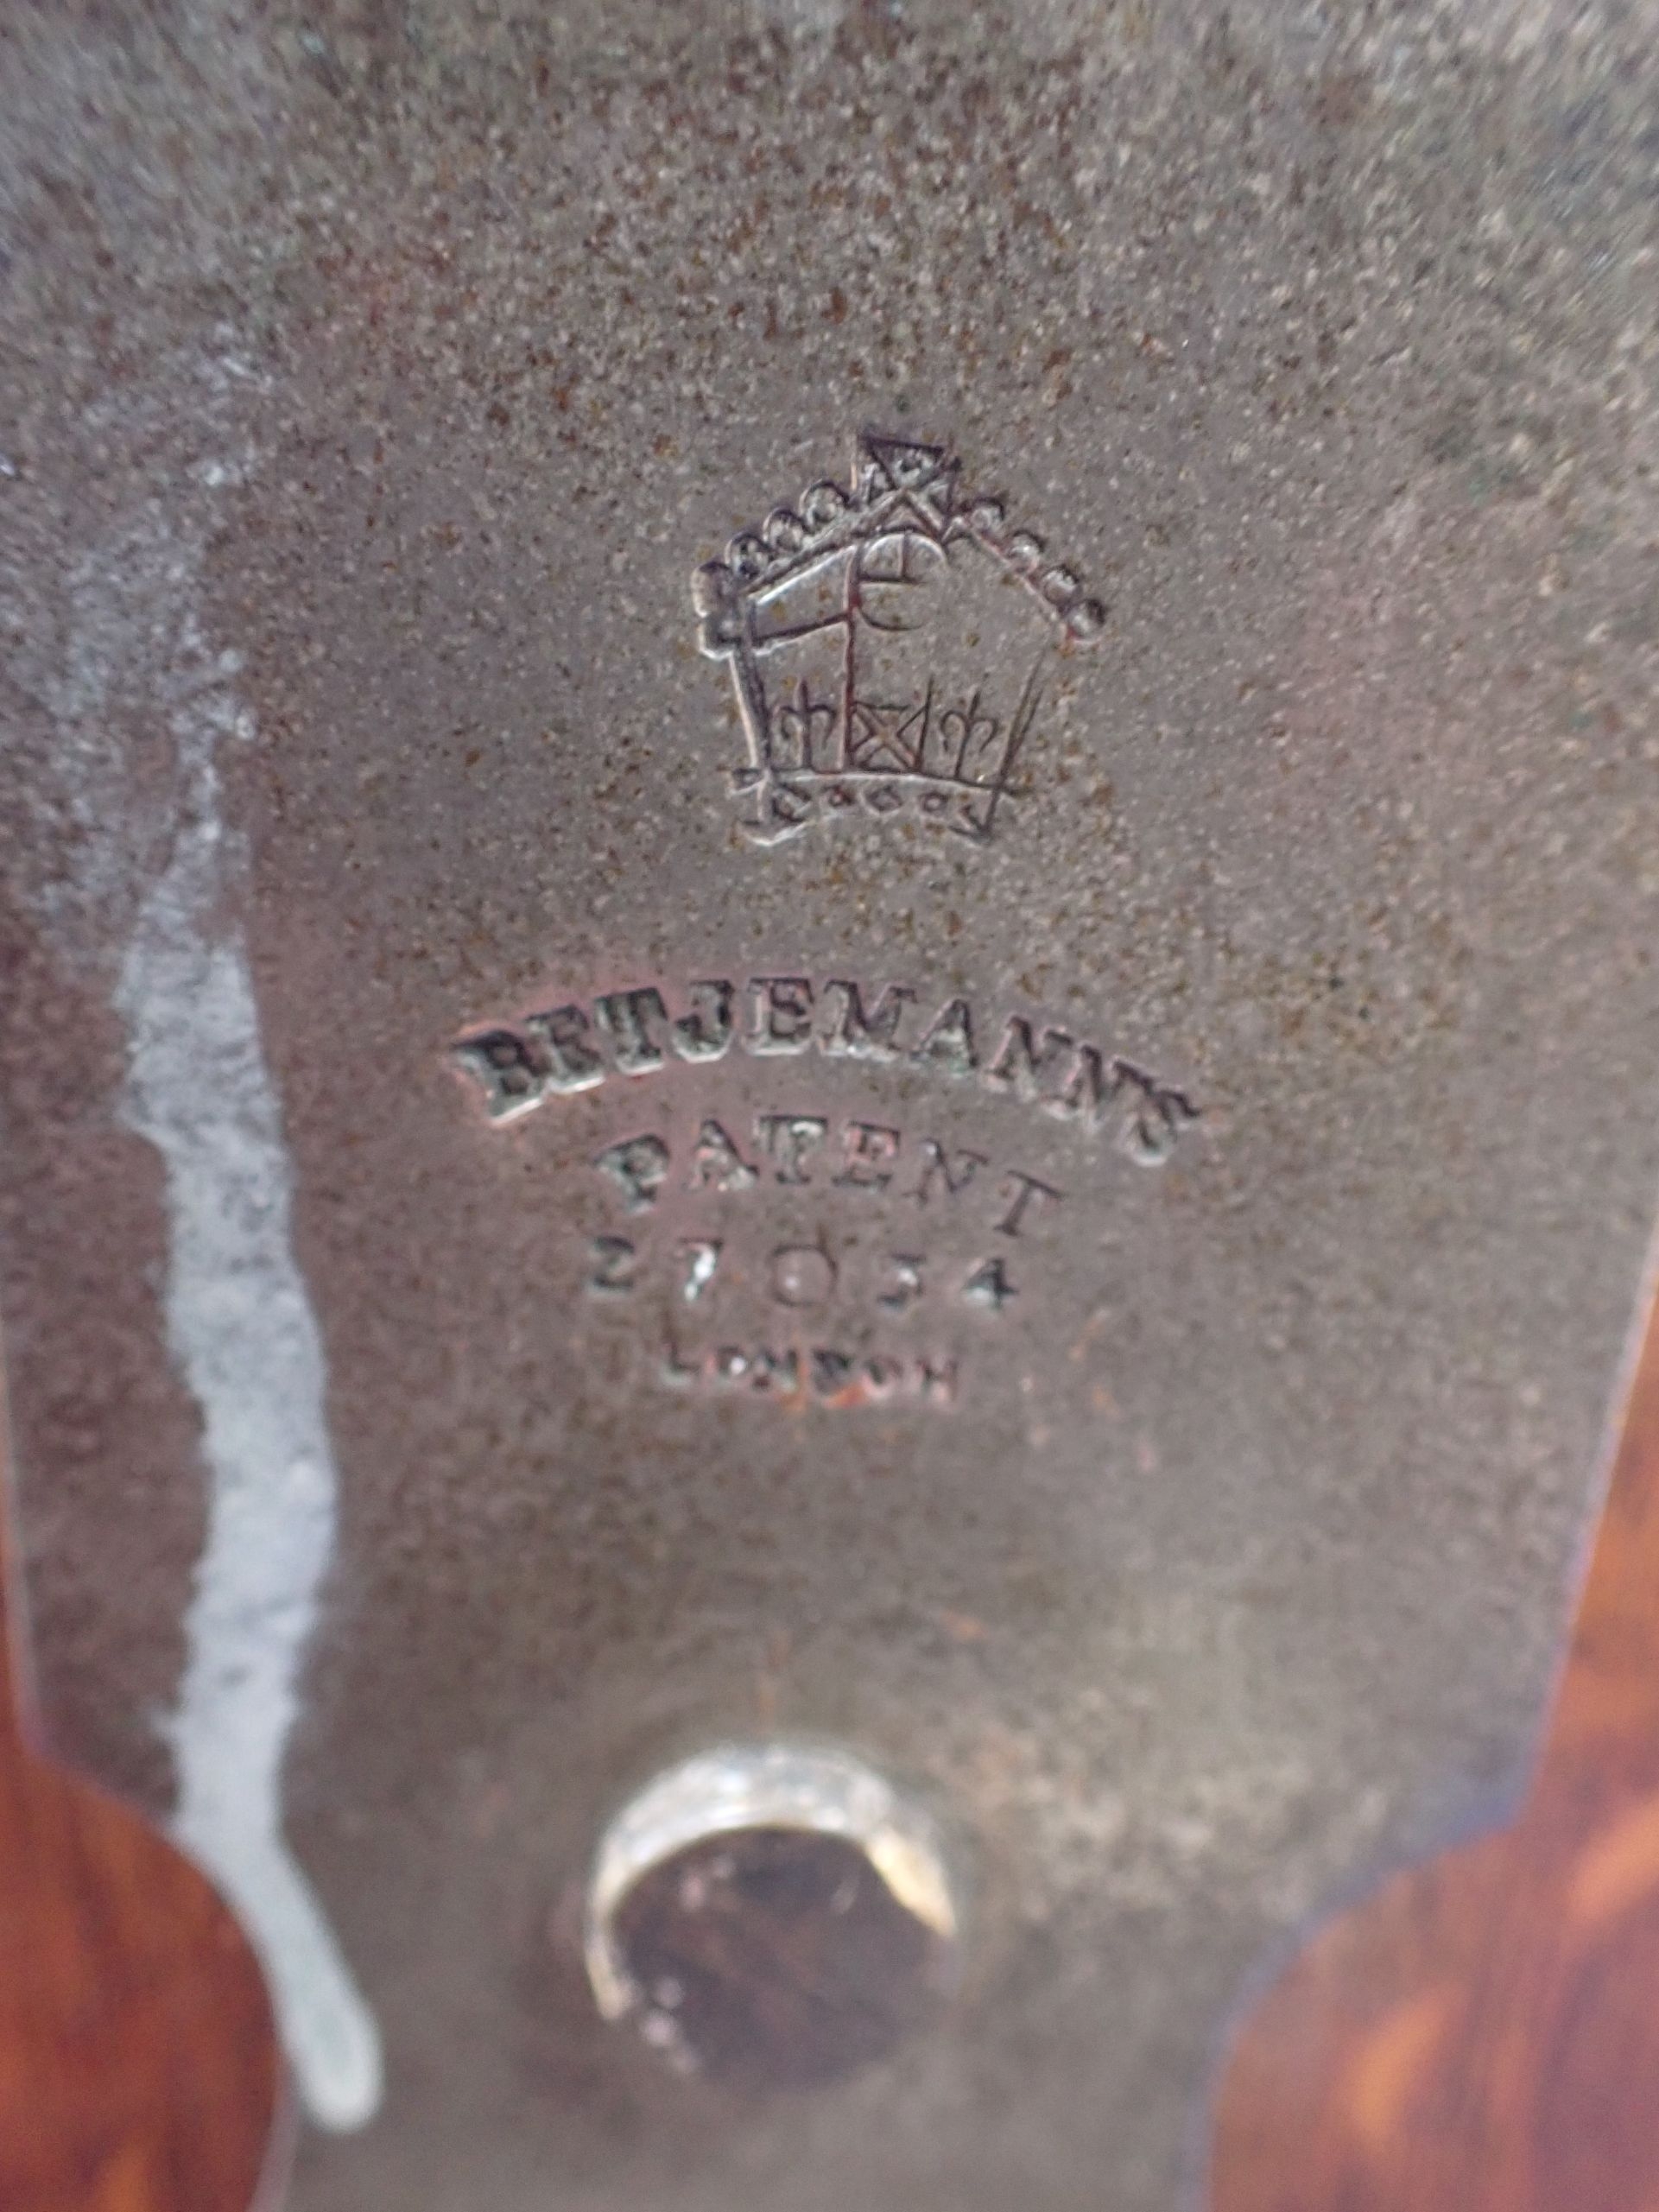 BETJEMANN'S
PATENT
27034
LONDON